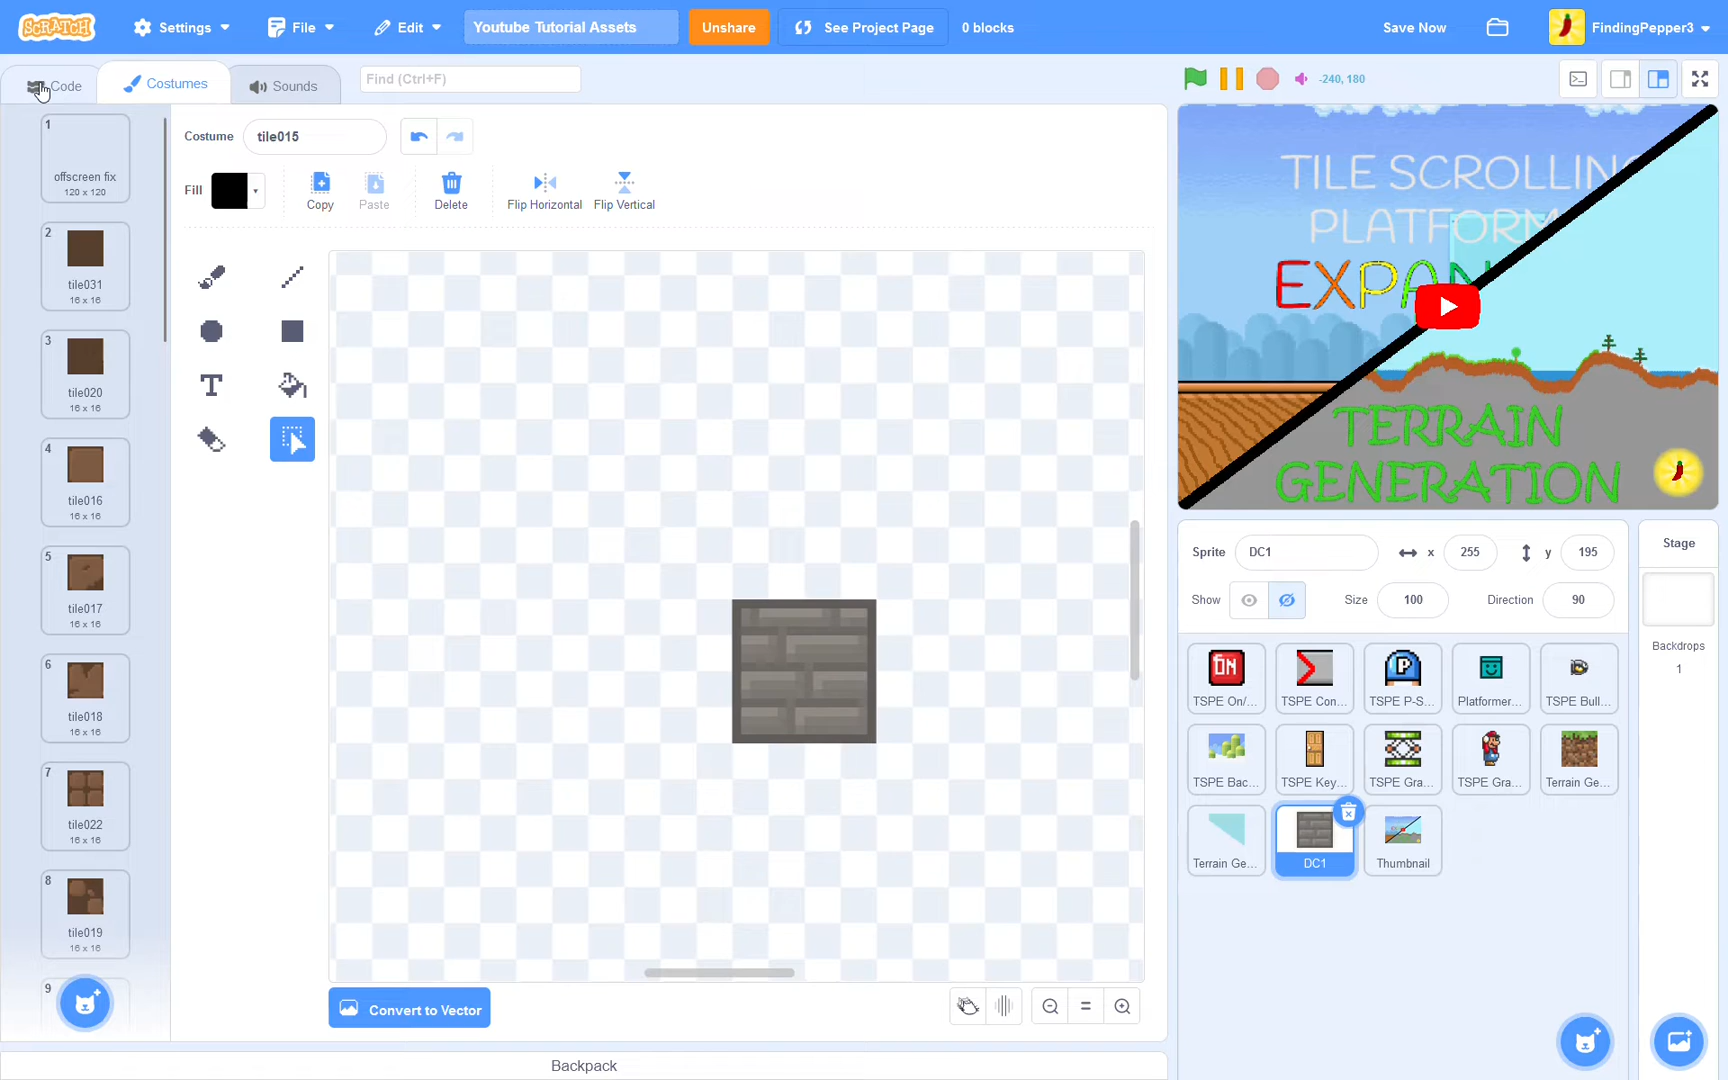 SCRATCH
Settings
File
Edit
Youtube Tutorial Assets
Unshare
See Project Page
0 blocks
Save Now
FindingPepper3
Code
Costumes
Sounds
Find (Ctrl+F)
-240, 180
1
offscreen fix
120 x 120
2
tile031
16 x 16
3
tile020
16 x 16
4
tile016
16 x 16
5
tile017
16 x 16
6
tile018
16 x 16
7
tile022
16 x 16
8
tile019
16 x 16
9
Costume
tile015
Fill
Copy
Paste
Delete
Flip Horizontal
Flip Vertical
T
Convert to Vector
Backpack
TILE SCROLLIN
PLATFORM
EXPAN
TERRAIN
GENERATION
Sprite
DC1
x
255
y
195
Show
Size
100
Direction
90
Stage
Backdrops
1
ON
P
TSPE On/...
TSPE Con...
TSPE P-S...
Platformer...
TSPE Bull...
TSPE Bac...
TSPE Key...
TSPE Gra...
TSPE Gra...
Terrain Ge...
Terrain Ge...
DC1
Thumbnail